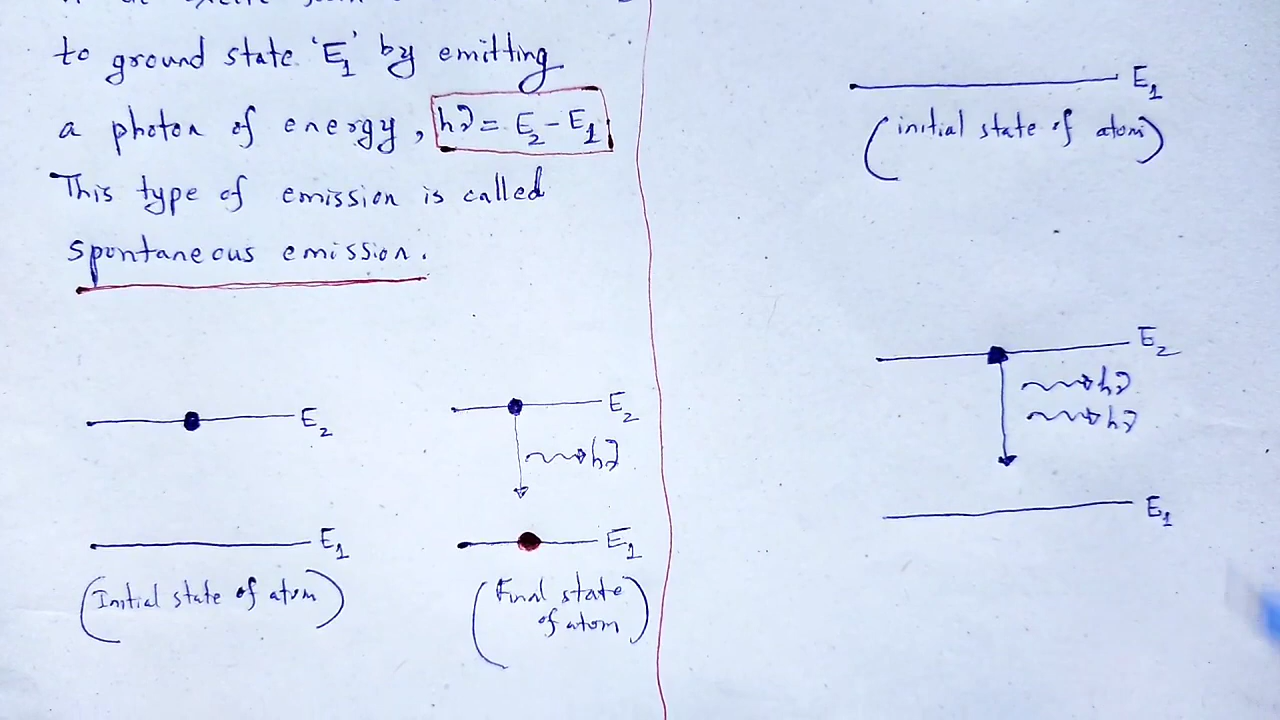 to ground state 'E₁' by emitting
a photon of energy, hν = E₂ - E₁
This type of emission is called
spontaneous emission.
E₂
E₁
(Initial state of atom)
E₂
hν
E₁
(Final state
of atom)
E₁
(initial state of atom)
E₂
hν
hν
E₁